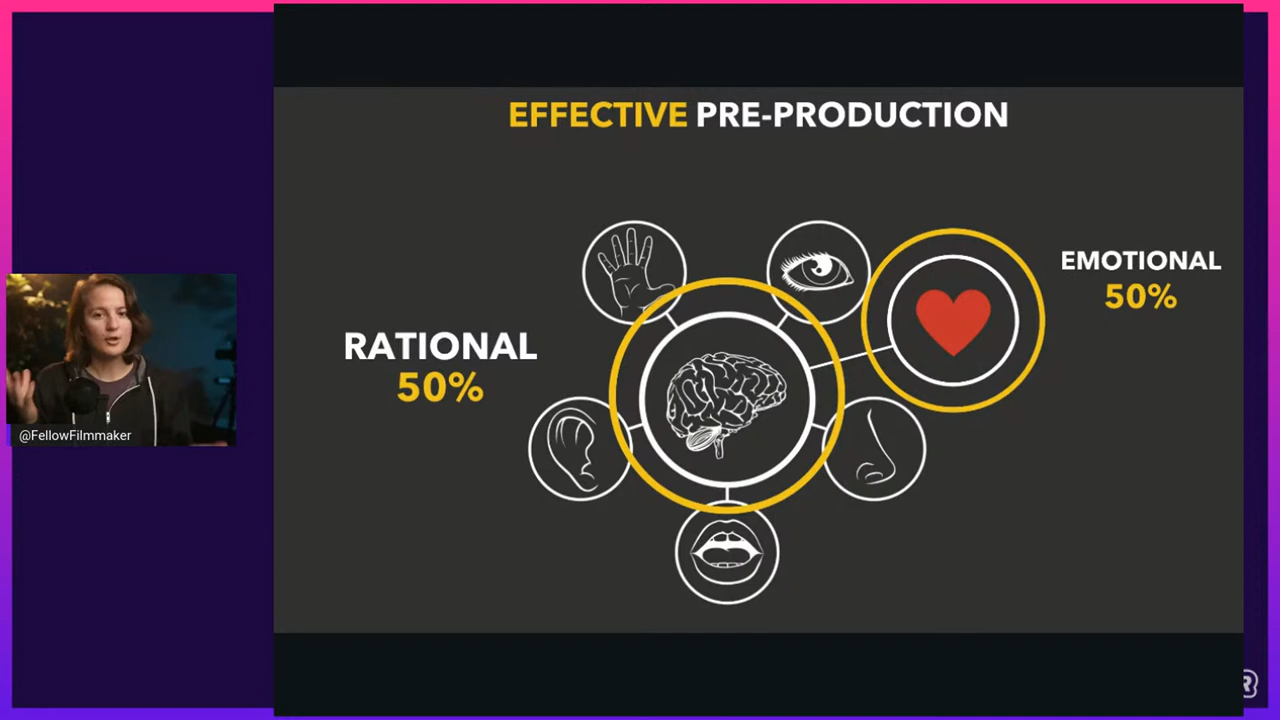 EFFECTIVE PRE-PRODUCTION
EMOTIONAL
50%
RATIONAL
50%
@FellowFilmmaker
R